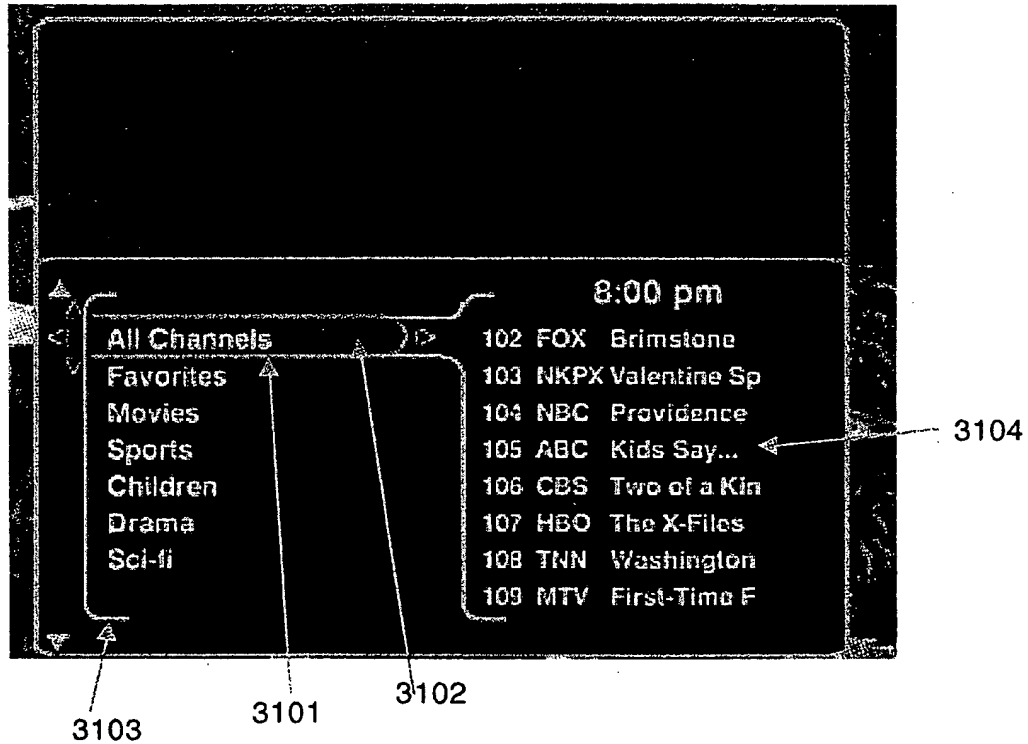 8:00 pm
All Channels
Favorites
Movies
Sports
Children
Drama
Sci-fi
102 FOX Brimstone
103 NKPX Valentine Sp
104 NBC Providence
105 ABC Kids Say...
106 CBS Two of a Kin
107 HBO The X-Files
108 TNN Washington
109 MTV First-Time F
3104
3103
3101
3102